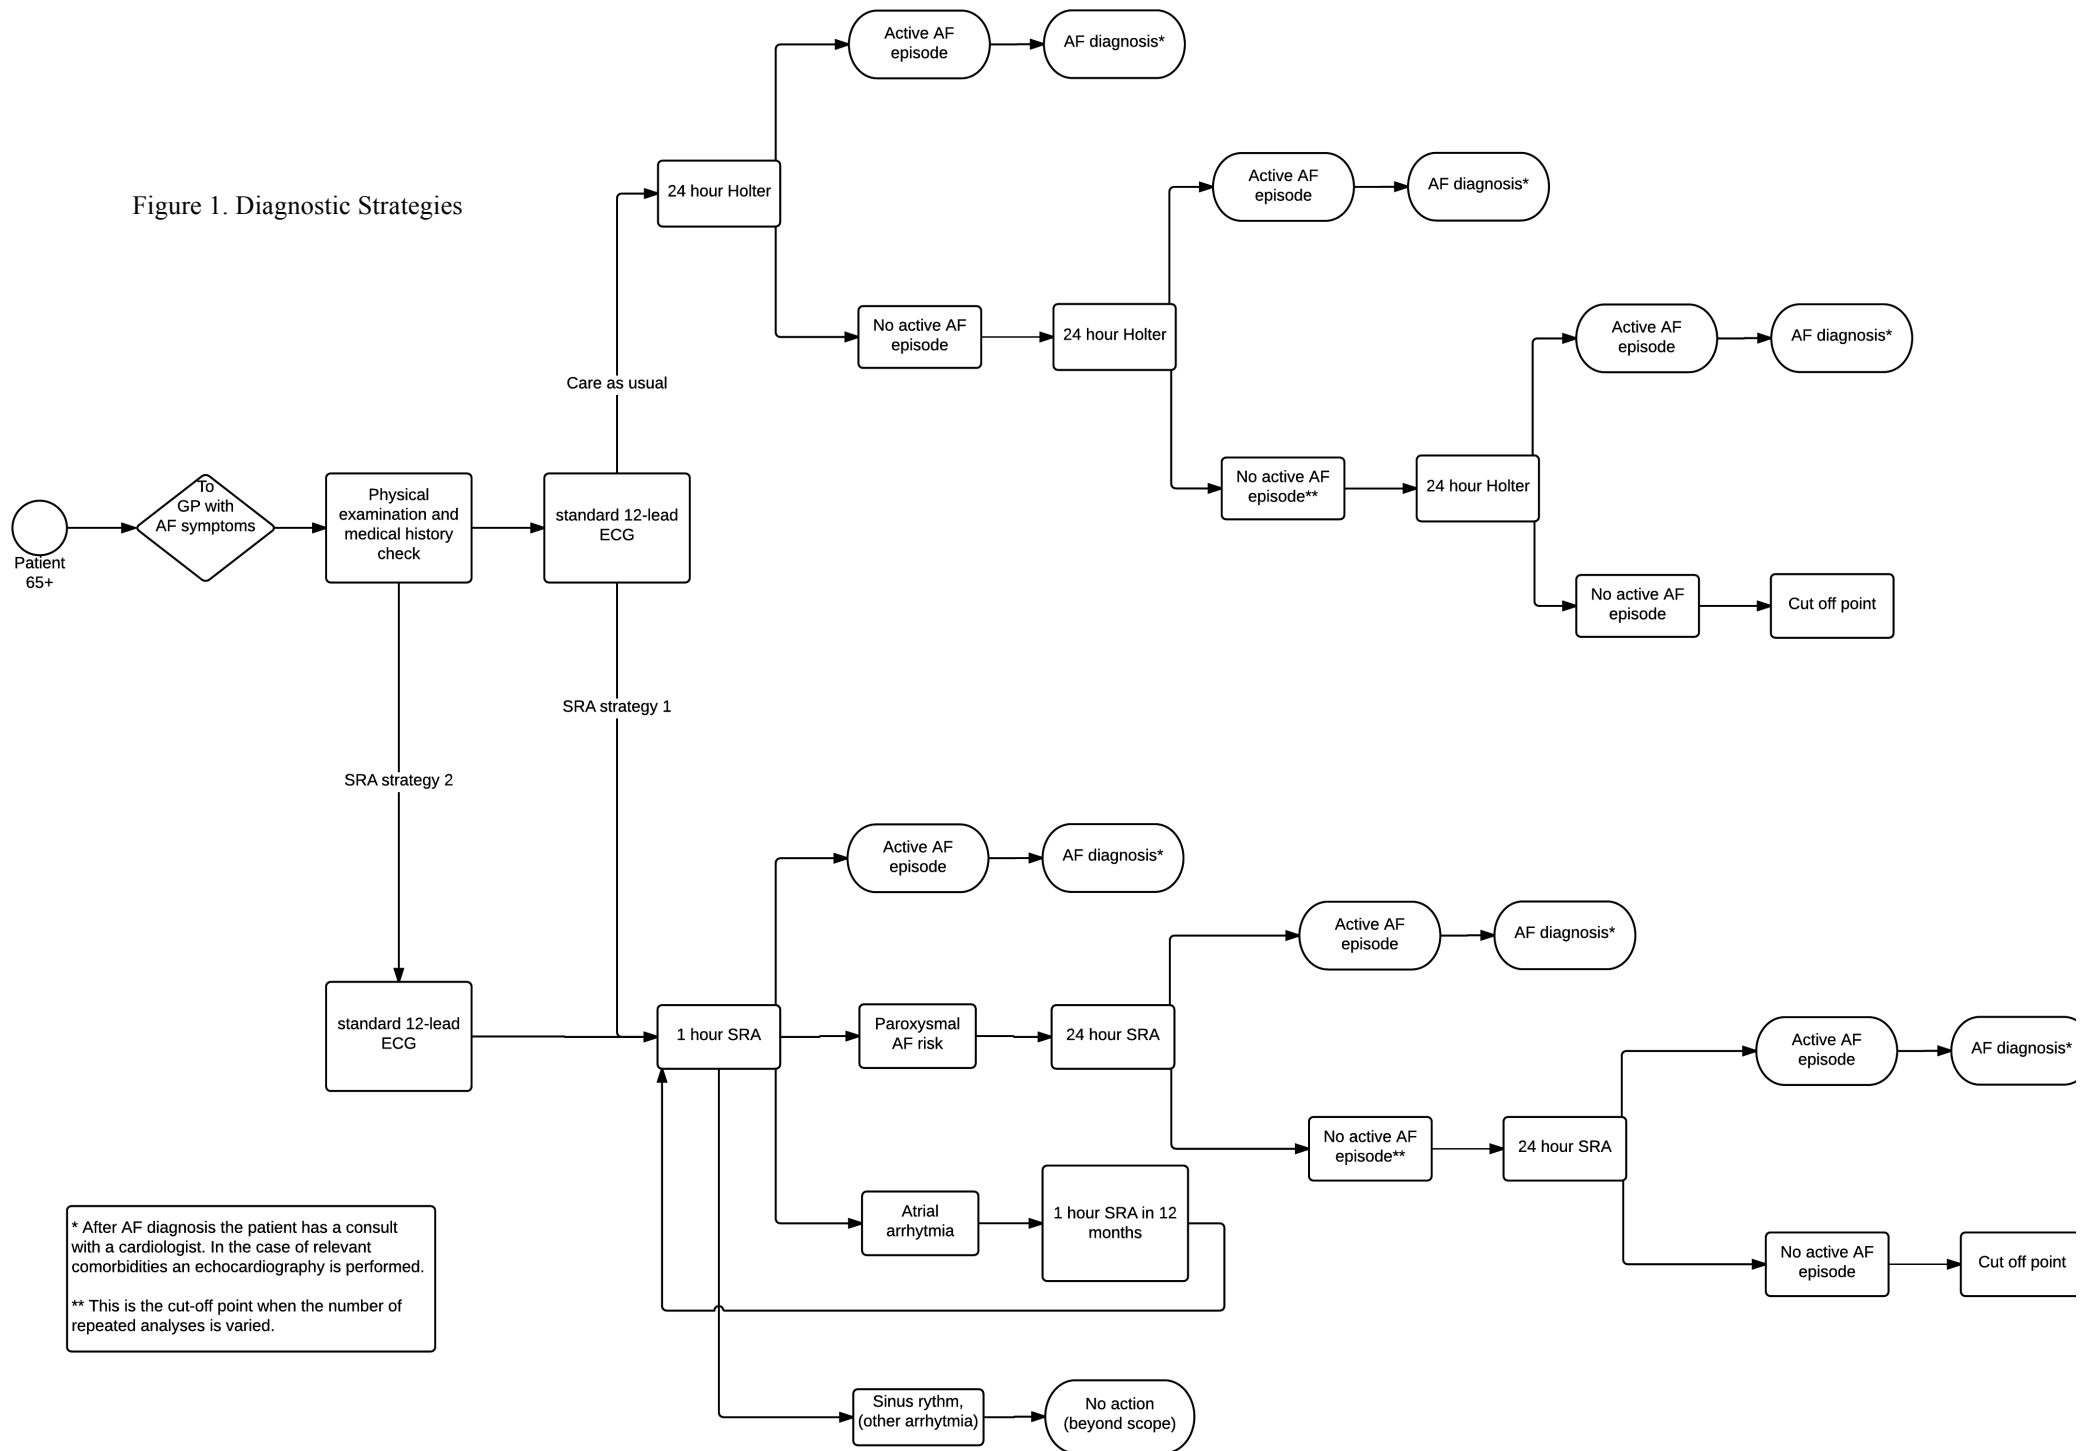 Active AF
episode
AF diagnosis*
24 hour Holter
Figure 1. Diagnostic Strategies
Active AF
episode
AF diagnosis*
No active AF
episode
24 hour Holter
Active AF
episode
AF diagnosis*
Care as usual
No active AF
episode**
24 hour Holter
To
GP with
AF symptoms
Physical
examination and
medical history
check
standard 12-lead
ECG
Patient
65+
No active AF
episode
Cut off point
SRA strategy 1
SRA strategy 2
Active AF
episode
AF diagnosis*
Active AF
episode
AF diagnosis*
standard 12-lead
ECG
1 hour SRA
Paroxysmal
AF risk
24 hour SRA
Active AF
episode
AF diagnosis*
No active AF
episode**
24 hour SRA
Atrial
arrhytmia
1 hour SRA in 12
months
No active AF
episode
Cut off point
* After AF diagnosis the patient has a consult
with a cardiologist. In the case of relevant
comorbidities an echocardiography is performed.
** This is the cut-off point when the number of
repeated analyses is varied.
Sinus rythm,
(other arrhytmia)
No action
(beyond scope)